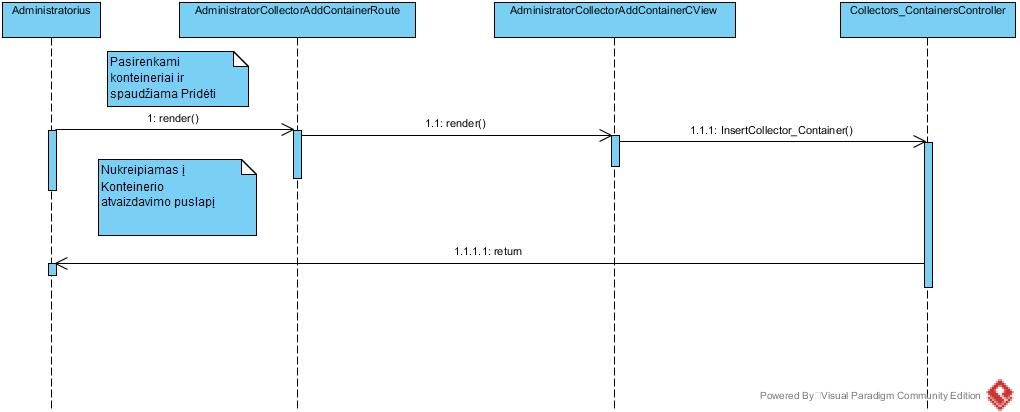 Administratorius
AdministratorCollectorAddContainerRoute
AdministratorCollectorAddContainerCView
Collectors_ContainersController
Pasirenkami
konteineriai ir
spaudžiama Pridėti
1: render()
1.1: render()
1.1.1: InsertCollector_Container()
Nukreipiamas į
Konteinerio
atvaizdavimo puslapį
1.1.1.1: return
Powered By Visual Paradigm Community Edition